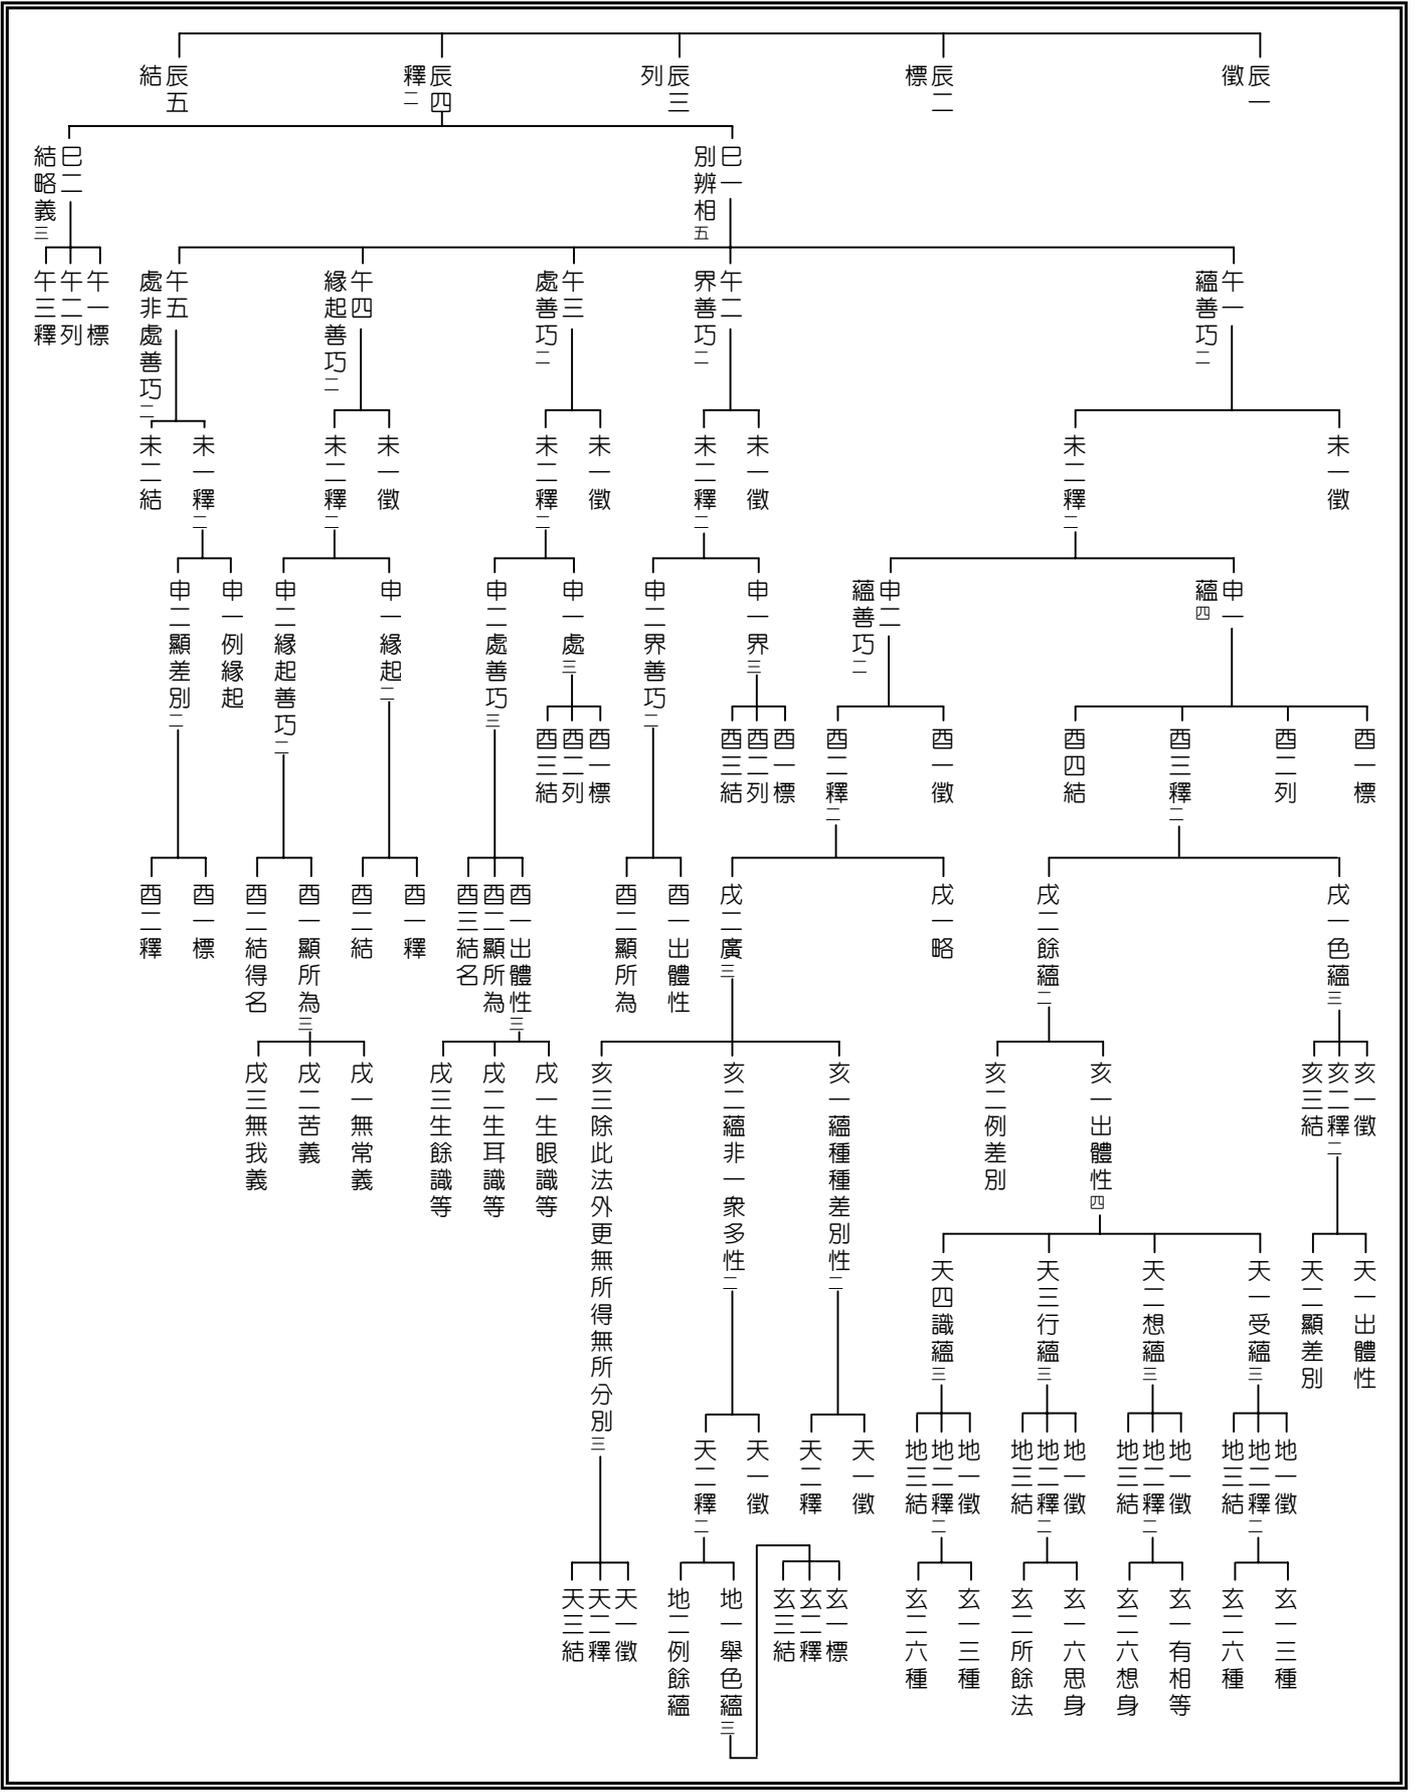 辰一
徵
辰二
標
辰三
列
辰四
釋二
辰五
結
巳一
別辨相五
巳二
結略義三
午一
蘊善巧二
午二
界善巧二
午三
處善巧二
午四
緣起善巧二
午五
處非處善巧二
午一標
午二列
午三釋
未一徵
未二釋二
未一徵
未二釋二
未一徵
未二釋二
未一徵
未二釋二
未一釋二
未二結
申一
蘊四
申二
蘊善巧二
申一界三
申二界善巧二
申一處三
申二處善巧三
申一緣起二
申二緣起善巧二
申一例緣起
申二顯差別二
酉一標
酉二列
酉三釋二
酉四結
酉一徵
酉二釋二
酉一標
酉二列
酉三結
酉一標
酉二列
酉三結
戌一色蘊三
戌二餘蘊二
戌一略
戌二廣三
酉一出體性
酉二顯所為
酉一出體性三
酉二顯所為
酉三結名
酉一釋
酉二結
酉一顯所為三
酉二結得名
酉一標
酉二釋
亥一徵
亥二釋二
亥三結
亥一出體性四
亥二例差別
亥一蘊種種差別性二
亥二蘊非一眾多性二
亥三除此法外更無所得無所分別三
戌一生眼識等
戌二生耳識等
戌三生餘識等
戌一無常義
戌二苦義
戌三無我義
天一出體性
天二顯差別
天一受蘊三
天二想蘊三
天三行蘊三
天四識蘊三
天一徵
天二釋
天一徵
天二釋二
地一徵
地二釋二
地三結
地一徵
地二釋二
地三結
地一徵
地二釋二
地三結
地一徵
地二釋二
地三結
玄一三種
玄二六種
玄一有相等
玄二六想身
玄一六思身
玄二所餘法
玄一三種
玄二六種
玄一標
玄二釋
玄三結
地一舉色蘊三
地二例餘蘊
天一徵
天二釋
天三結